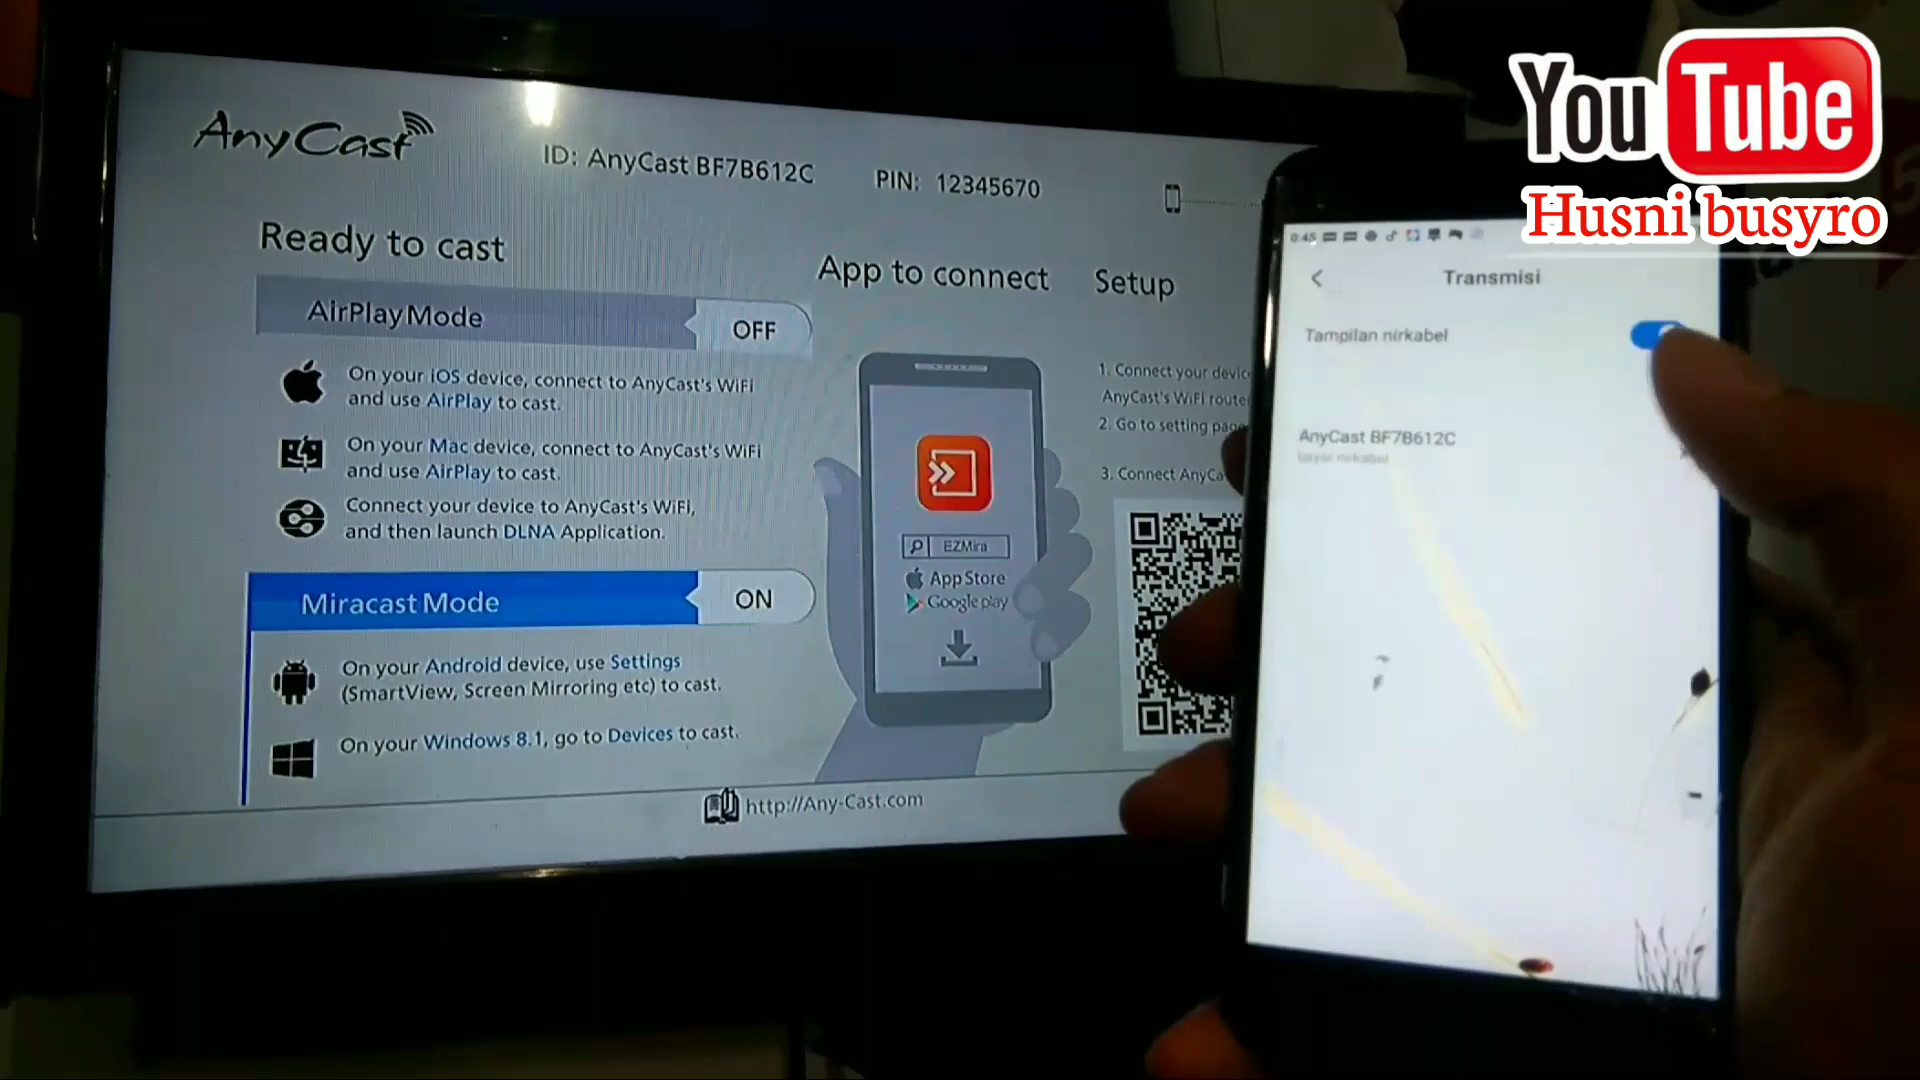 YouTube
Husni busyro
AnyCast
ID: AnyCast BF7B612C
PIN: 12345670
Ready to cast
AirPlay Mode
OFF
On your iOS device, connect to AnyCast's WiFi
and use AirPlay to cast.
On your Mac device, connect to AnyCast's WiFi
and use AirPlay to cast.
Connect your device to AnyCast's WiFi,
and then launch DLNA Application.
Miracast Mode
ON
On your Android device, use Settings
(SmartView, Screen Mirroring etc) to cast.
On your Windows 8.1, go to Devices to cast.
http://Any-Cast.com
App to connect
EZMira
App Store
Google play
Setup
1. Connect your
AnyCast's WiFi
2. Go to setting
3. Connect
0:45
Transmisi
Tampilan nirkabel
AnyCast BF7B612C
layar nirkabel